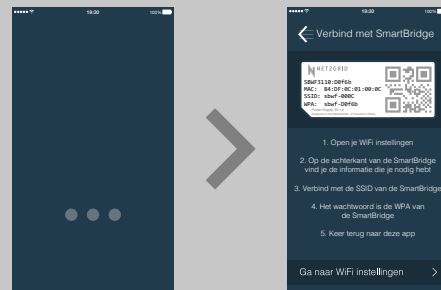 19:20
100%
19:20
100%
Verbind met SmartBridge
NET2GRID
SBWF3110:D0f6b
MAC: B4:DF:0C:01:00:0C
SSID: sbwf-000C
WPA: sbwf-D0f6b
1. Open je WiFi instellingen
2. Op de achterkant van de SmartBridge
vind je de informatie die je nodig hebt
3. Verbind met de SSID van de SmartBridge
4. Het wachtwoord is de WPA van
de SmartBridge
5. Keer terug naar deze app
Ga naar WiFi instellingen